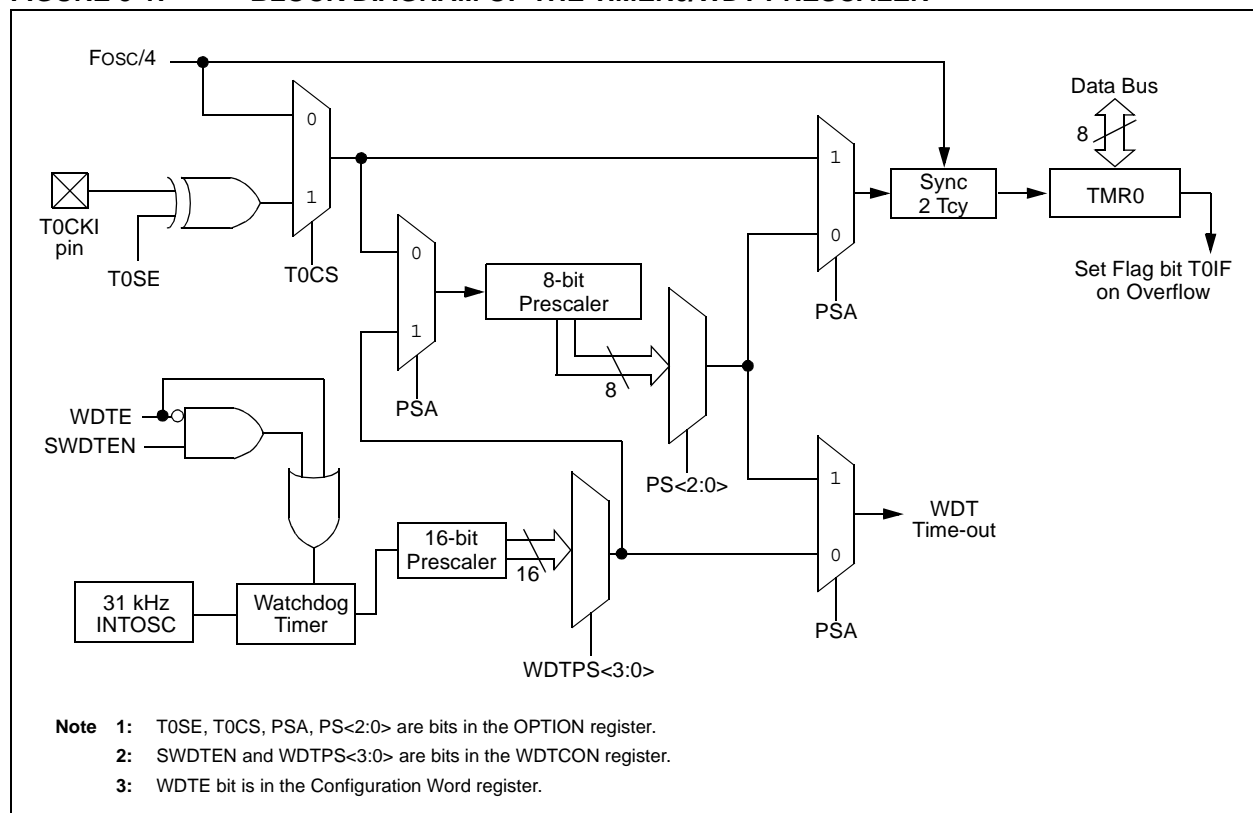 FOSC/4
Data Bus
8
0
1
T0CKI
pin
T0SE
T0CS
0
1
PSA
8-bit
Prescaler
8
PS<2:0>
1
0
PSA
Sync
2 TCY
TMR0
Set Flag bit T0IF
on Overflow
WDTE
SWDTEN
31 kHz
INTOSC
Watchdog
Timer
16-bit
Prescaler
16
WDTPS<3:0>
1
0
PSA
WDT
Time-out
Note 1: T0SE, T0CS, PSA, PS<2:0> are bits in the OPTION register.
2: SWDTEN and WDTPS<3:0> are bits in the WDTCON register.
3: WDTE bit is in the Configuration Word register.